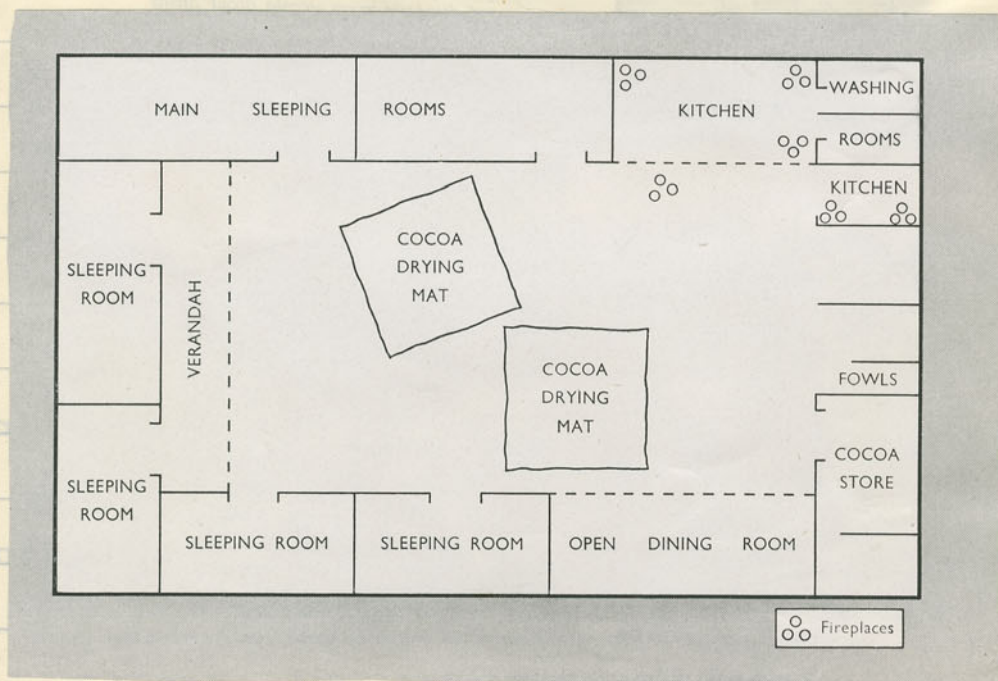 MAIN SLEEPING ROOMS
KITCHEN
WASHING
ROOMS
KITCHEN
SLEEPING
ROOM
VERANDAH
COCOA
DRYING
MAT
COCOA
DRYING
MAT
FOWLS
COCOA
STORE
SLEEPING
ROOM
SLEEPING ROOM
SLEEPING ROOM
OPEN DINING ROOM
Fireplaces